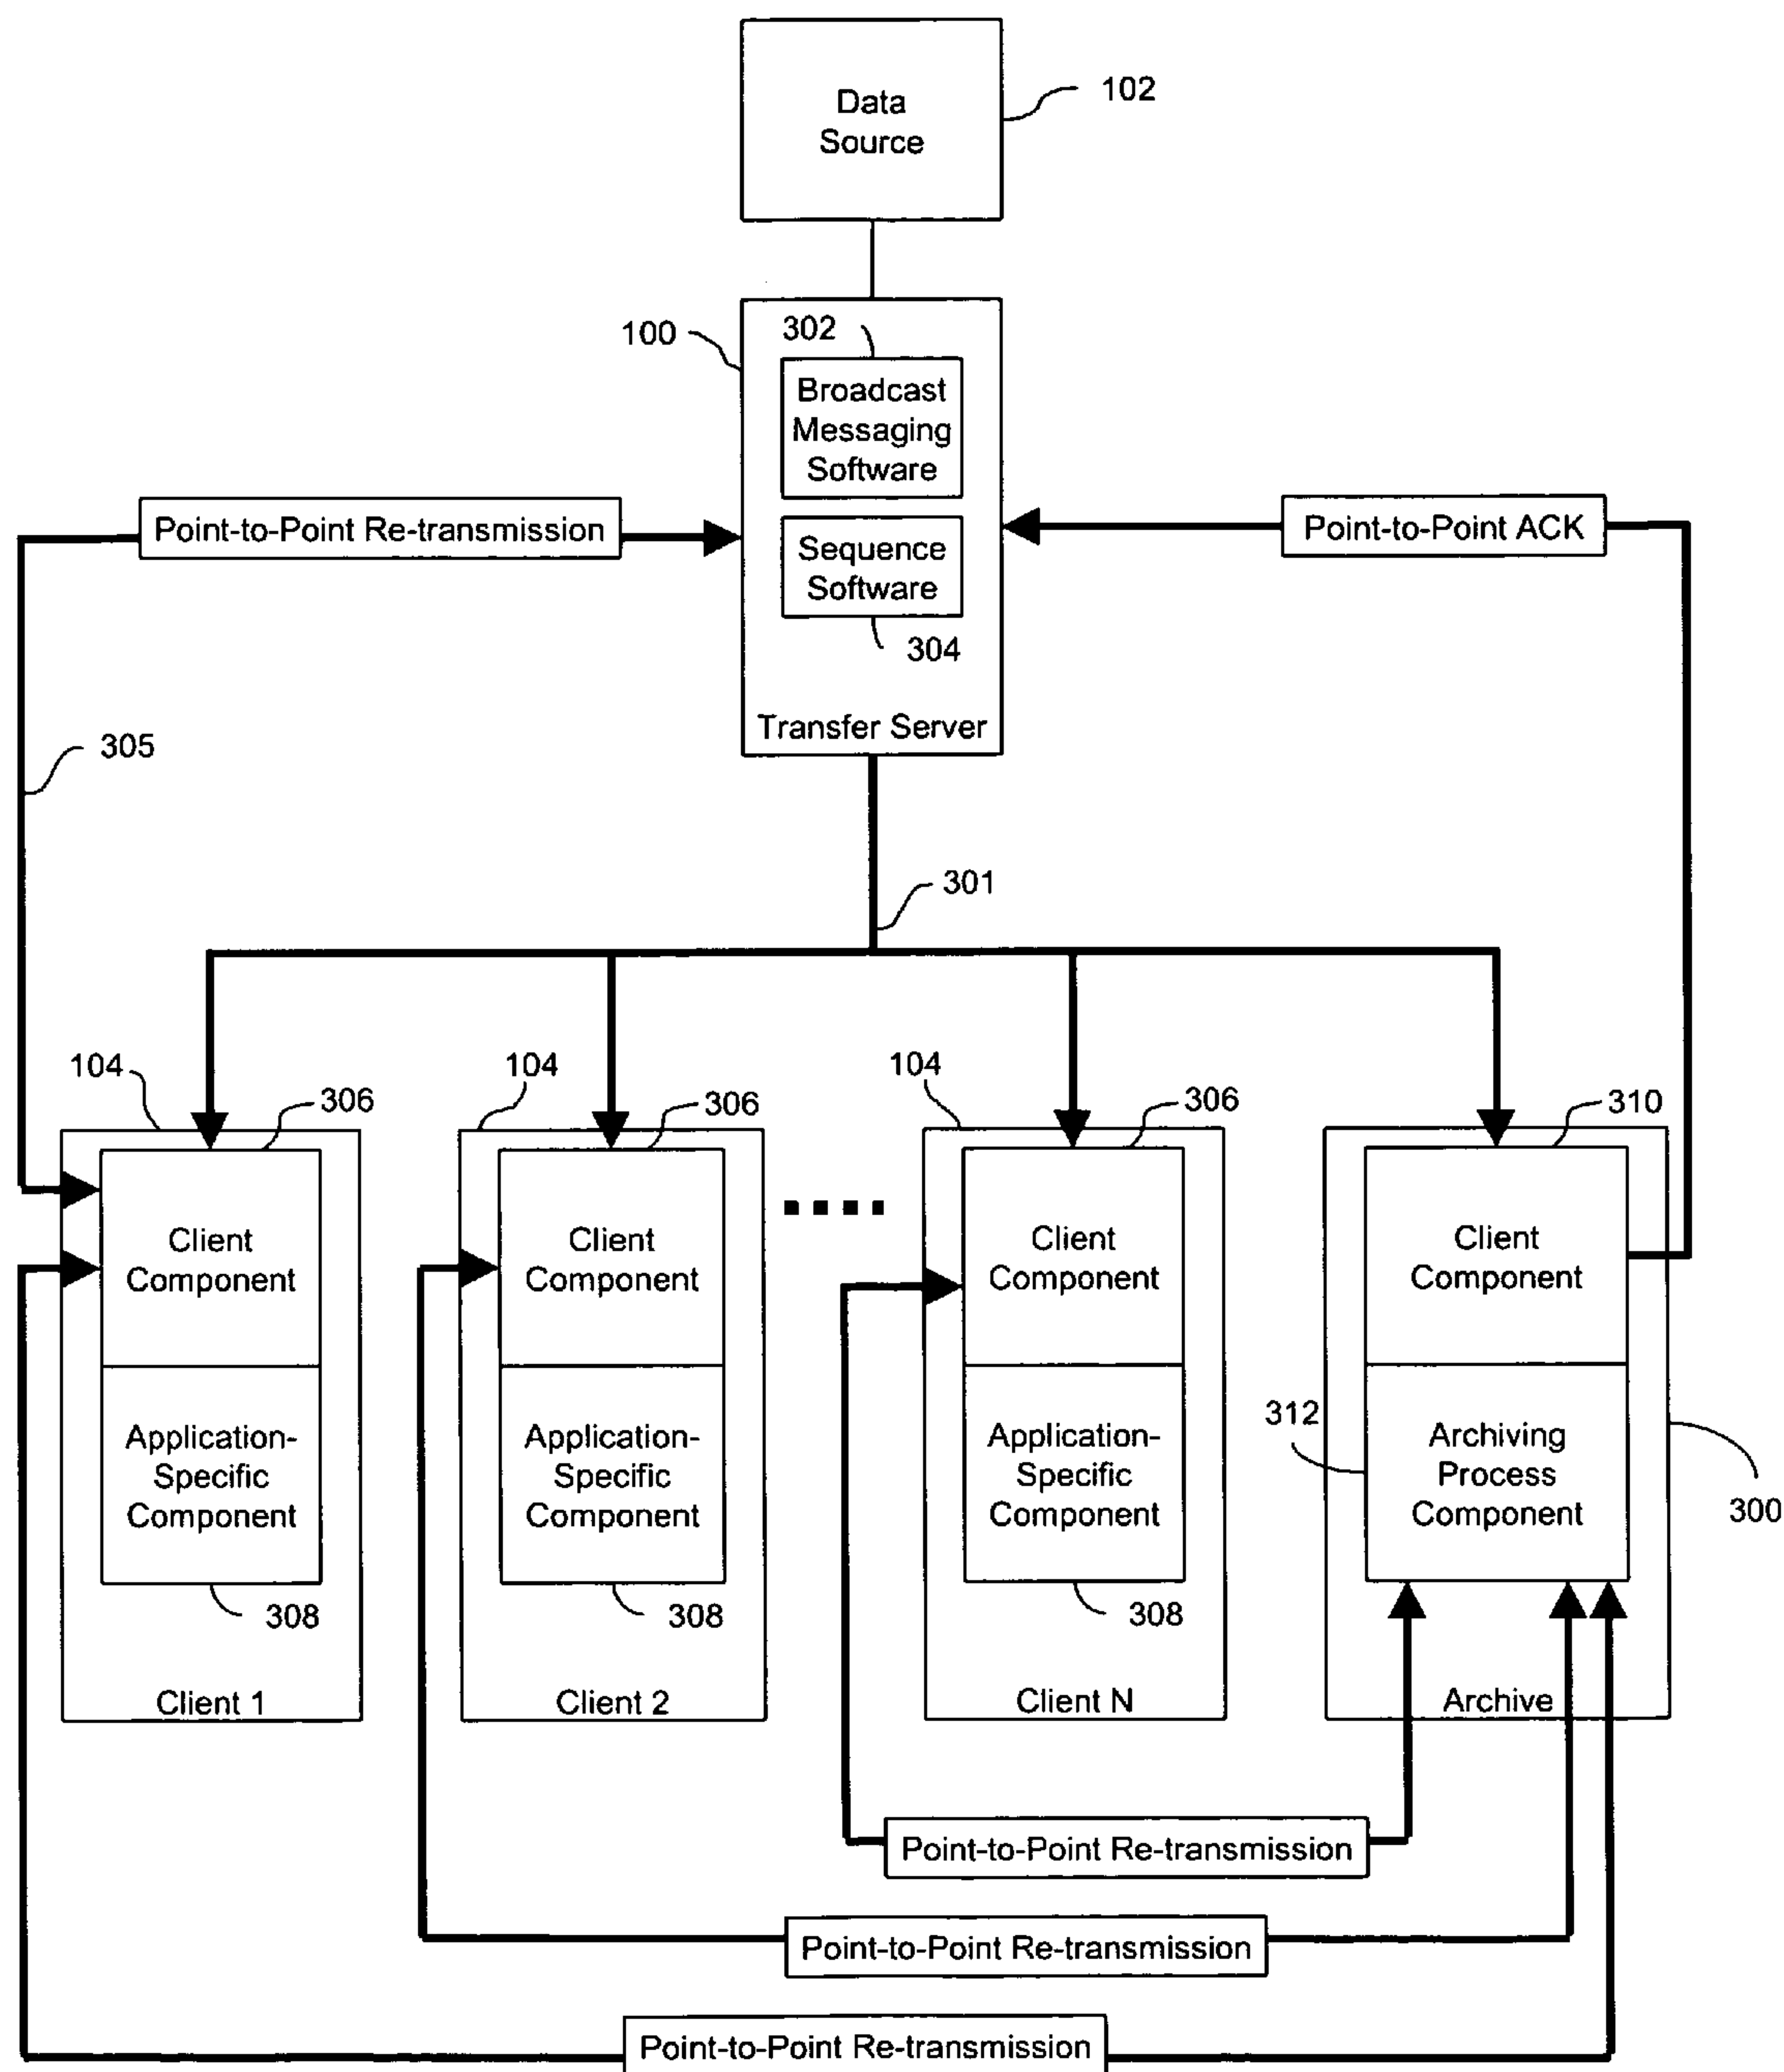 Data
Source
102
100
302
Broadcast
Messaging
Software
Point-to-Point Re-transmission
Point-to-Point ACK
Sequence
Software
304
Transfer Server
305
301
104
306
104
306
104
306
310
Client
Component
Client
Component
Client
Component
Client
Component
Application-
Specific
Component
Application-
Specific
Component
Application-
Specific
Component
312
Archiving
Process
Component
300
308
308
308
Client 1
Client 2
Client N
Archive
Point-to-Point Re-transmission
Point-to-Point Re-transmission
Point-to-Point Re-transmission